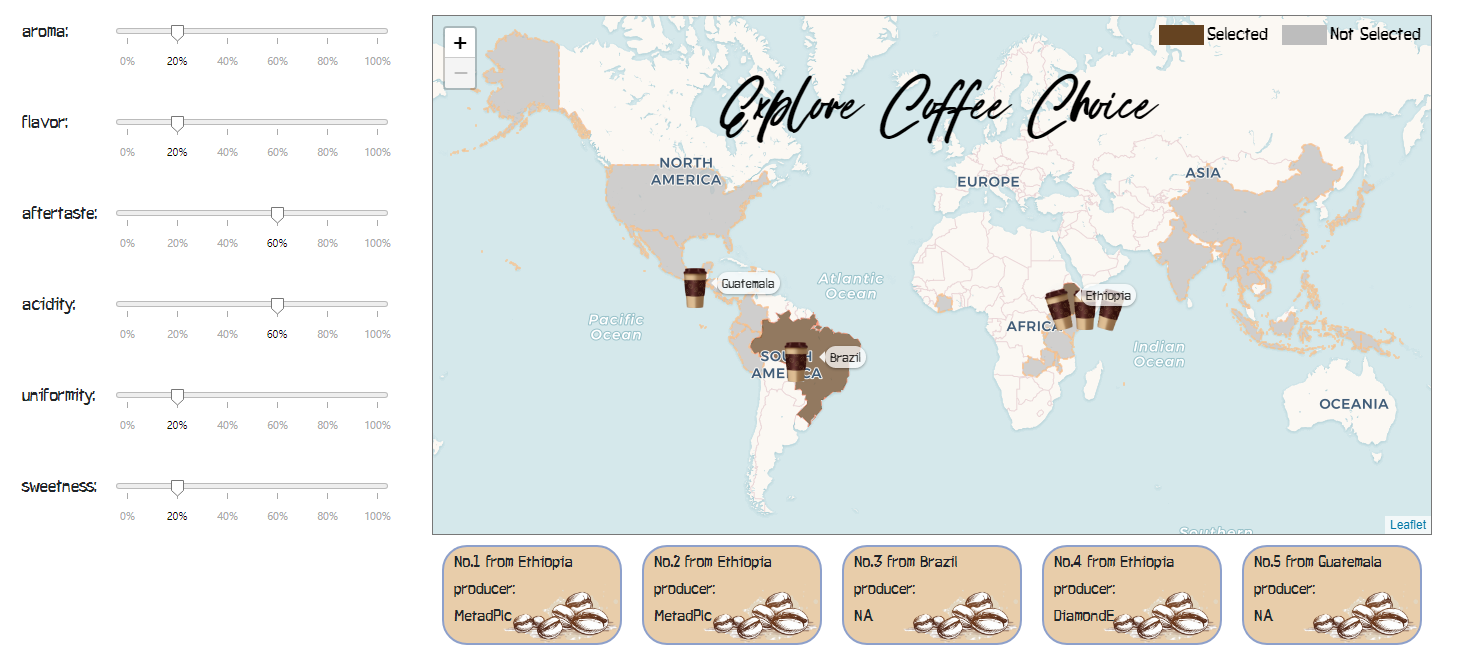 aroma:
0% 20% 40% 60% 80% 100%
flavor:
0% 20% 40% 60% 80% 100%
aftertaste:
0% 20% 40% 60% 80% 100%
acidity:
0% 20% 40% 60% 80% 100%
uniformity:
0% 20% 40% 60% 80% 100%
sweetness:
0% 20% 40% 60% 80% 100%
+
−
Selected Not Selected
Explore Coffee Choice
NORTH
AMERICA
EUROPE
ASIA
Atlantic
Ocean
Guatemala
Ethiopia
Pacific
Ocean
AFRICA
Indian
Ocean
SOUTH
AMERICA
Brazil
OCEANIA
Southern
Leaflet
No.1 from Ethiopia
producer:
MetadPlc
No.2 from Ethiopia
producer:
MetadPlc
No.3 from Brazil
producer:
NA
No.4 from Ethiopia
producer:
DiamondE
No.5 from Guatemala
producer:
NA